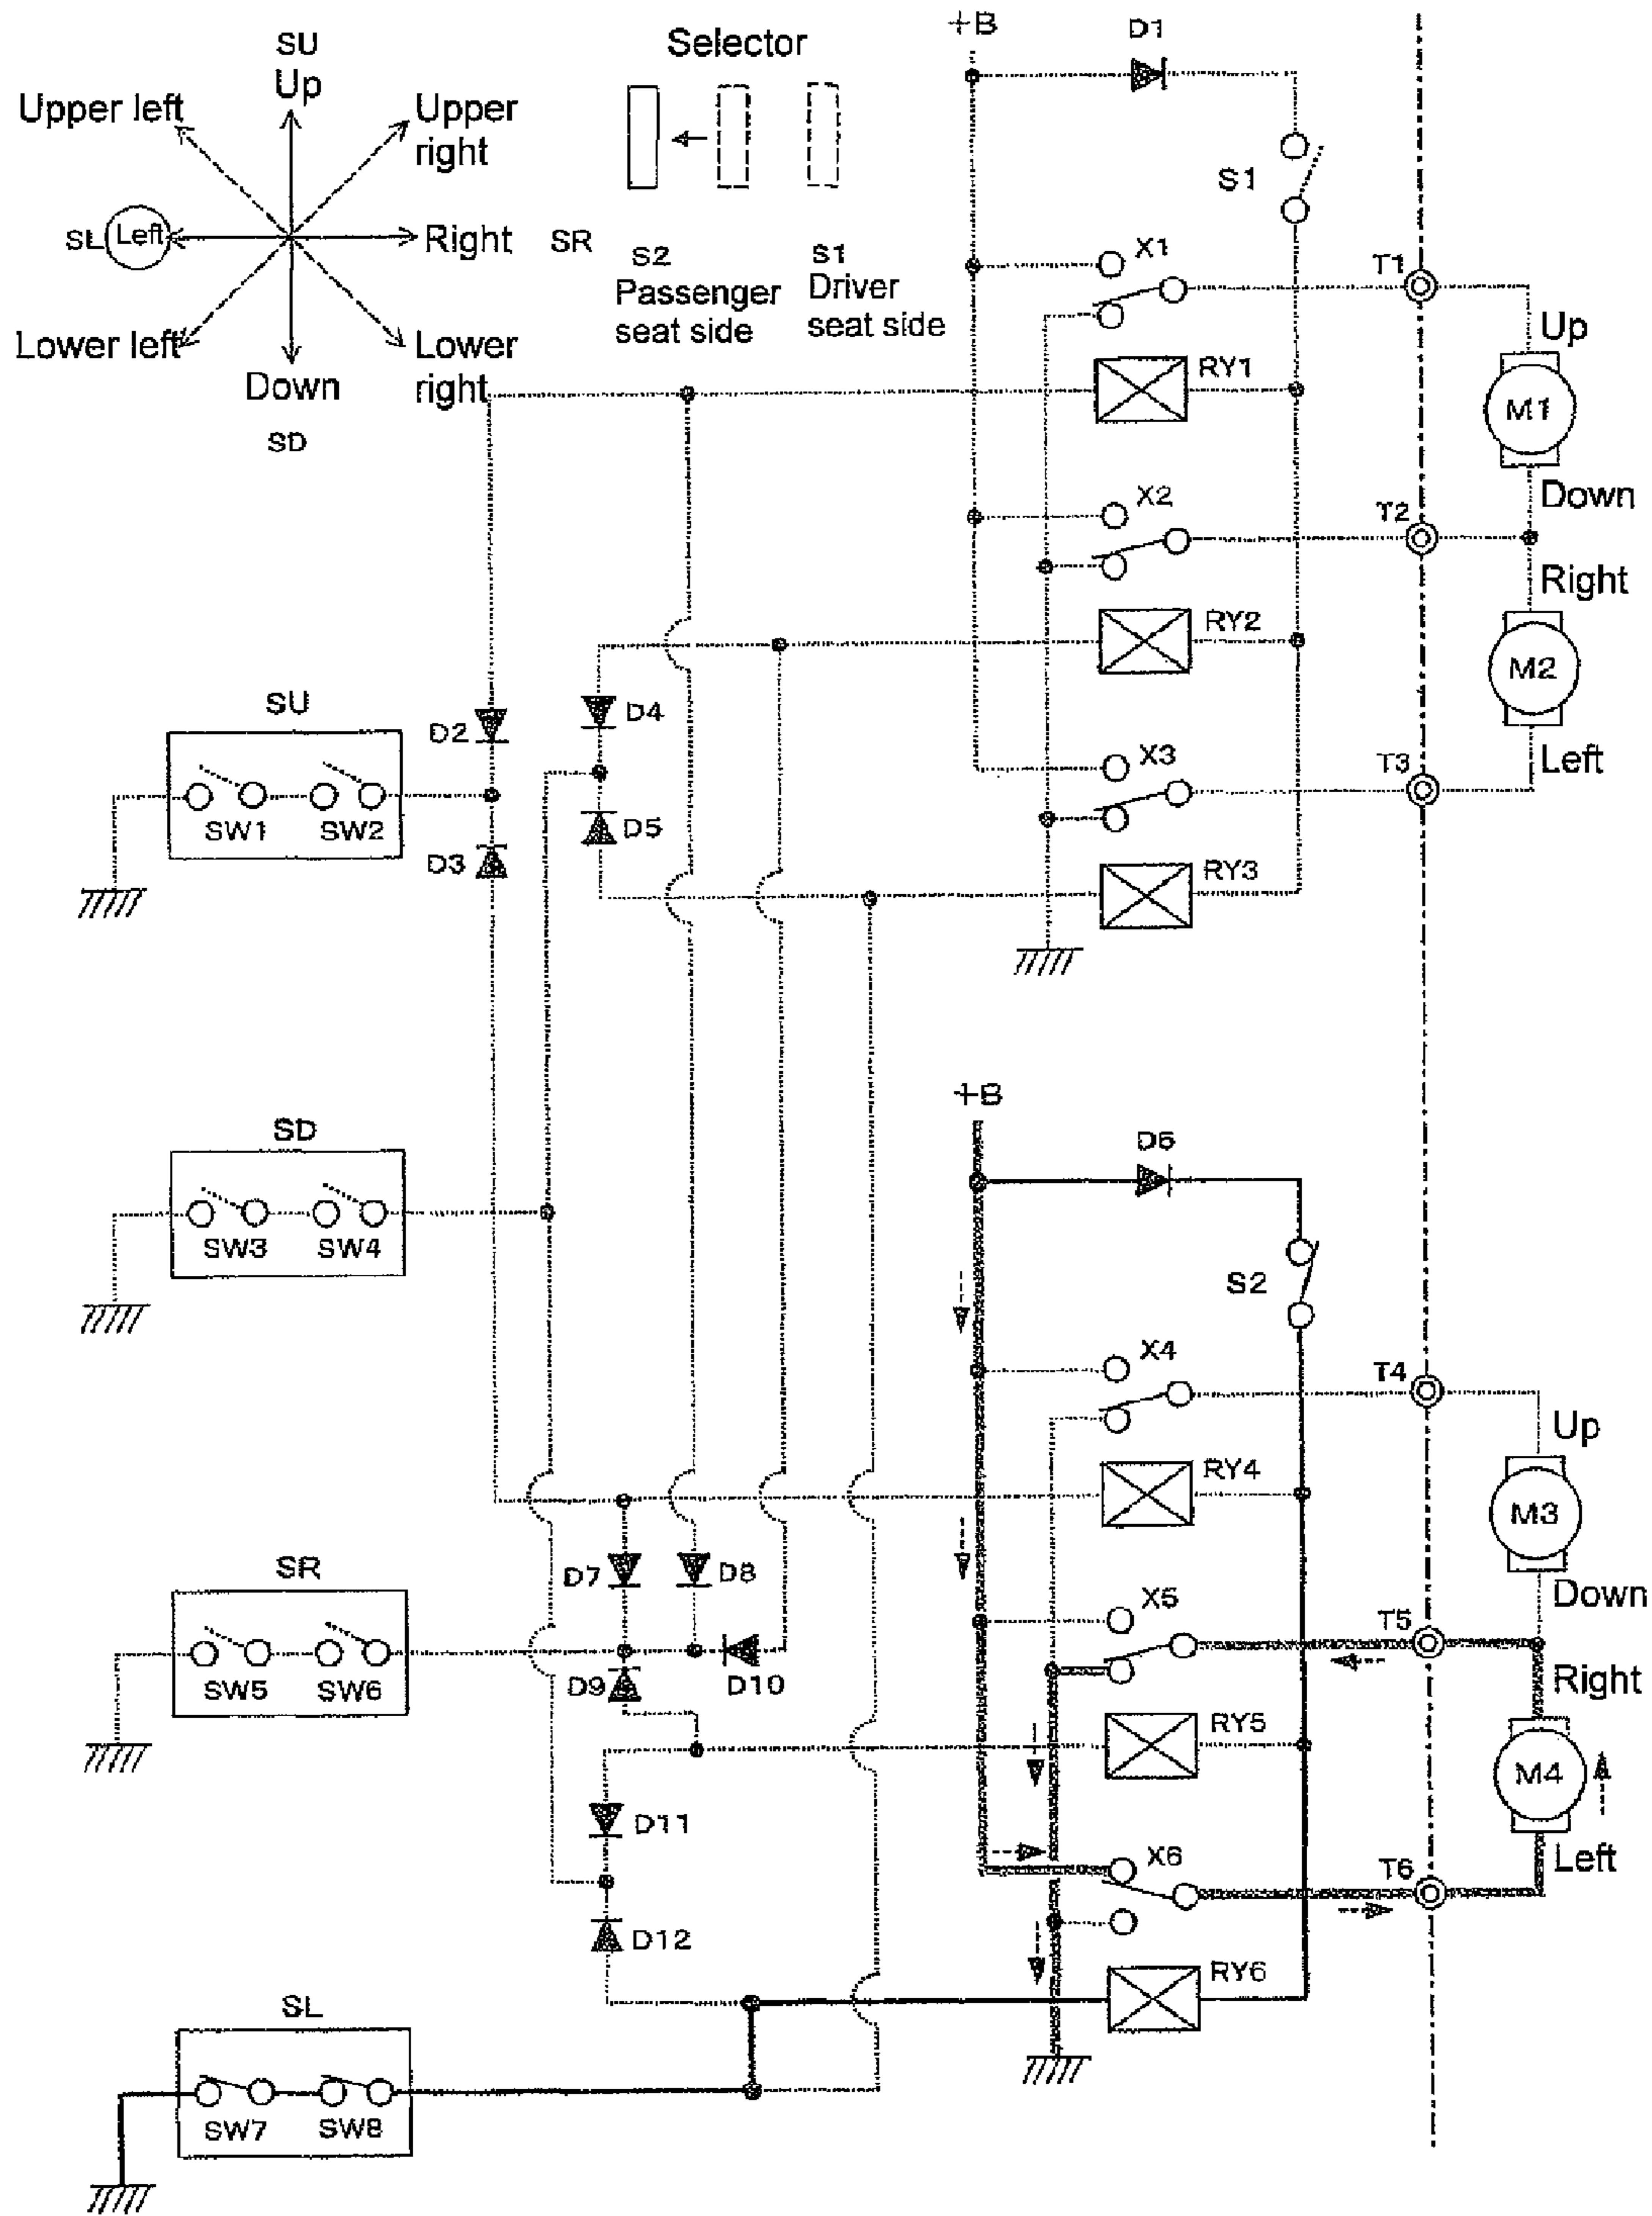 SU
Up
Upper left
Upper
right
SL
Left
Right
SR
Lower left
Lower
right
Down
SD
Selector
S2
Passenger
seat side
S1
Driver
seat side
+B
D1
S1
X1
T1
Up
RY1
M1
X2
T2
Down
Right
RY2
M2
X3
T3
Left
RY3
SU
SW1
SW2
D2
D3
D4
D5
+B
D6
SD
SW3
SW4
S2
X4
T4
Up
RY4
M3
SR
SW5
SW6
D7
D8
D9
D10
X5
T5
Down
Right
RY5
M4
D11
D12
X6
T6
Left
RY6
SL
SW7
SW8